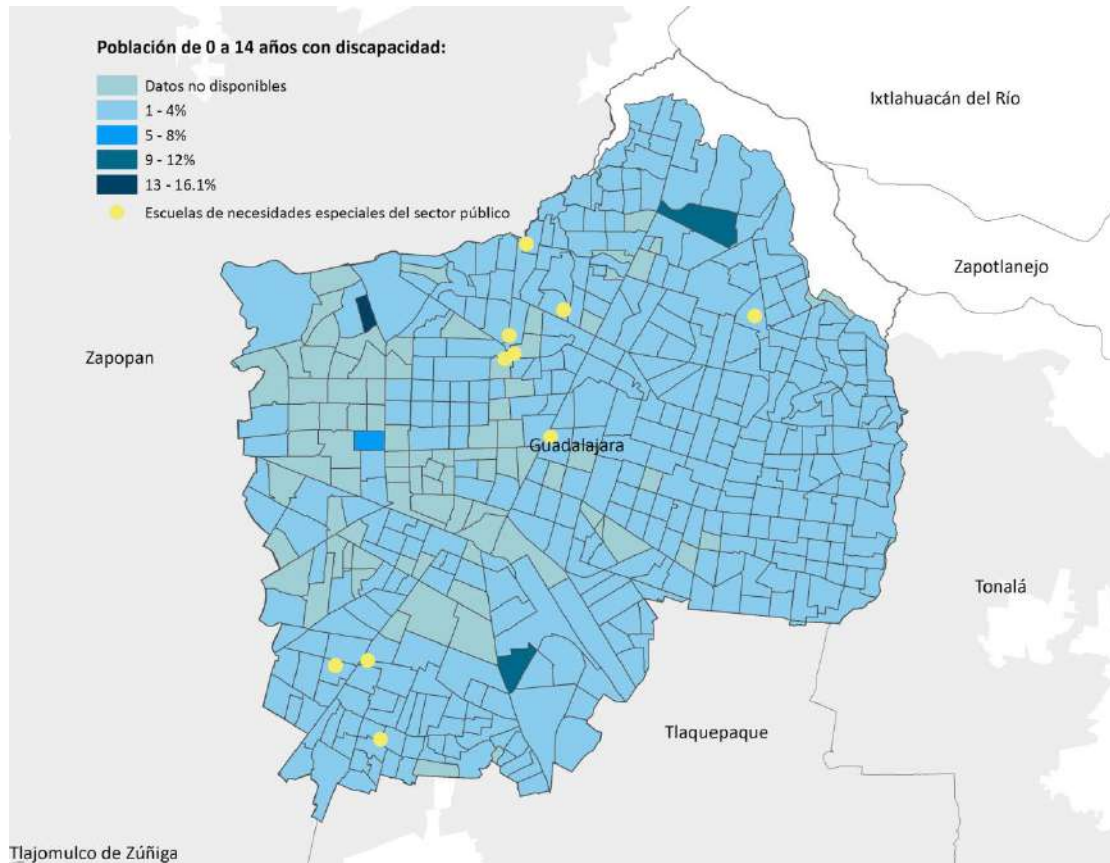 Población de 0 a 14 años con discapacidad:
Datos no disponibles
1 - 4%
5 - 8%
9 - 12%
13 - 16.1%
Escuelas de necesidades especiales del sector público
Ixtlahuacán del Río
Zapotlanejo
Zapopan
Guadalajara
Tonalá
Tlaquepaque
Tlajomulco de Zúñiga